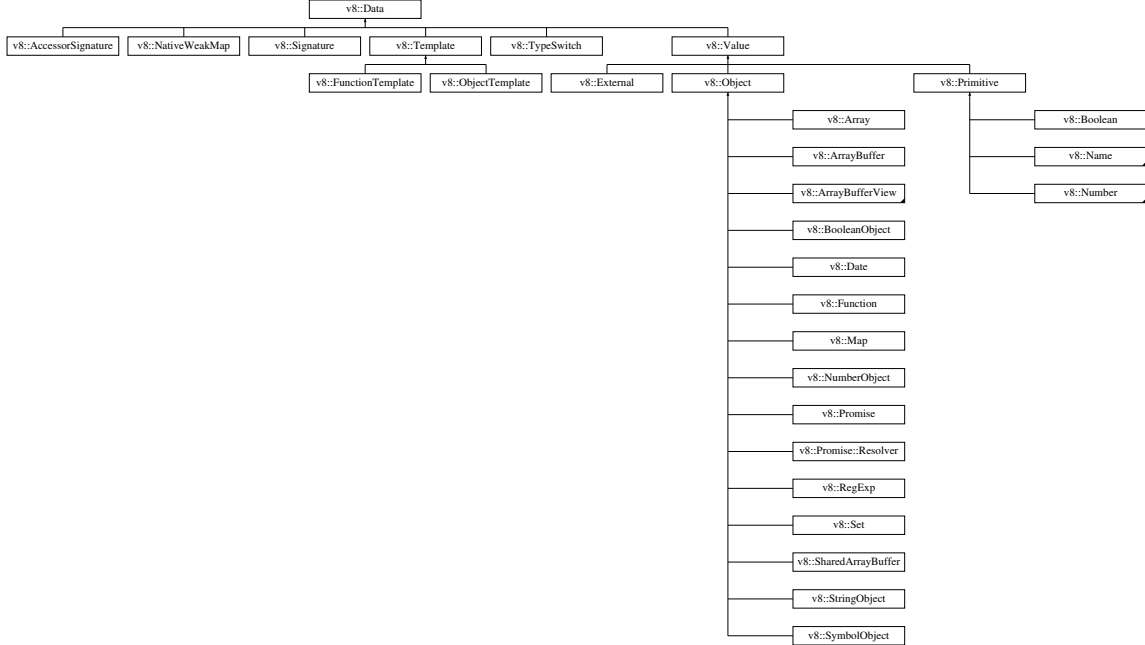 v8::Data
v8::AccessorSignature
v8::NativeWeakMap
v8::Signature
v8::Template
v8::TypeSwitch
v8::Value
v8::FunctionTemplate
v8::ObjectTemplate
v8::External
v8::Object
v8::Primitive
v8::Array
v8::Boolean
v8::ArrayBuffer
v8::Name
v8::ArrayBufferView
v8::Number
v8::BooleanObject
v8::Date
v8::Function
v8::Map
v8::NumberObject
v8::Promise
v8::Promise::Resolver
v8::RegExp
v8::Set
v8::SharedArrayBuffer
v8::StringObject
v8::SymbolObject